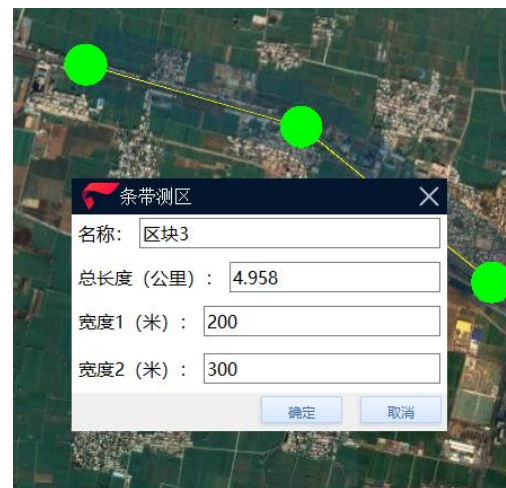 条带测区
名称： 区块3
总长度（公里）： 4.958
宽度1（米）： 200
宽度2（米）： 300
确定 取消